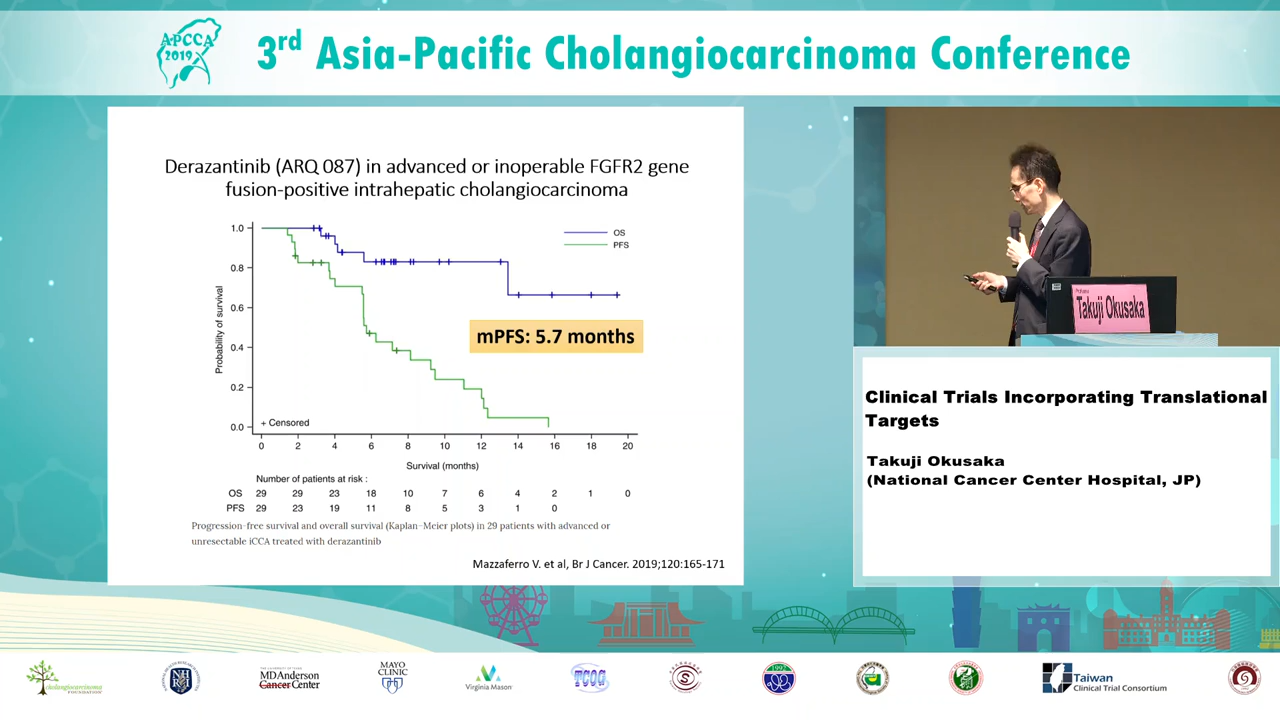 APCCA
2019
3rd Asia-Pacific Cholangiocarcinoma Conference
Derazantinib (ARQ 087) in advanced or inoperable FGFR2 gene
fusion-positive intrahepatic cholangiocarcinoma
OS
PFS
mPFS: 5.7 months
Probability of survival
1.0
0.8
0.6
0.4
0.2
0.0
+ Censored
0 2 4 6 8 10 12 14 16 18 20
Survival (months)
Number of patients at risk :
OS 29 29 23 18 10 7 6 4 2 1 0
PFS 29 23 19 11 8 5 3 1 0
Progression-free survival and overall survival (Kaplan–Meier plots) in 29 patients with advanced or
unresectable iCCA treated with derazantinib
Mazzaferro V. et al, Br J Cancer. 2019;120:165-171
Takuji Okusaka
Clinical Trials Incorporating Translational
Targets
Takuji Okusaka
(National Cancer Center Hospital, JP)
cholangiocarcinoma
FOUNDATION
NHRI
MDAnderson
Cancer Center
MAYO
CLINIC
Virginia Mason
TCOG
Taiwan
Clinical Trial Consortium